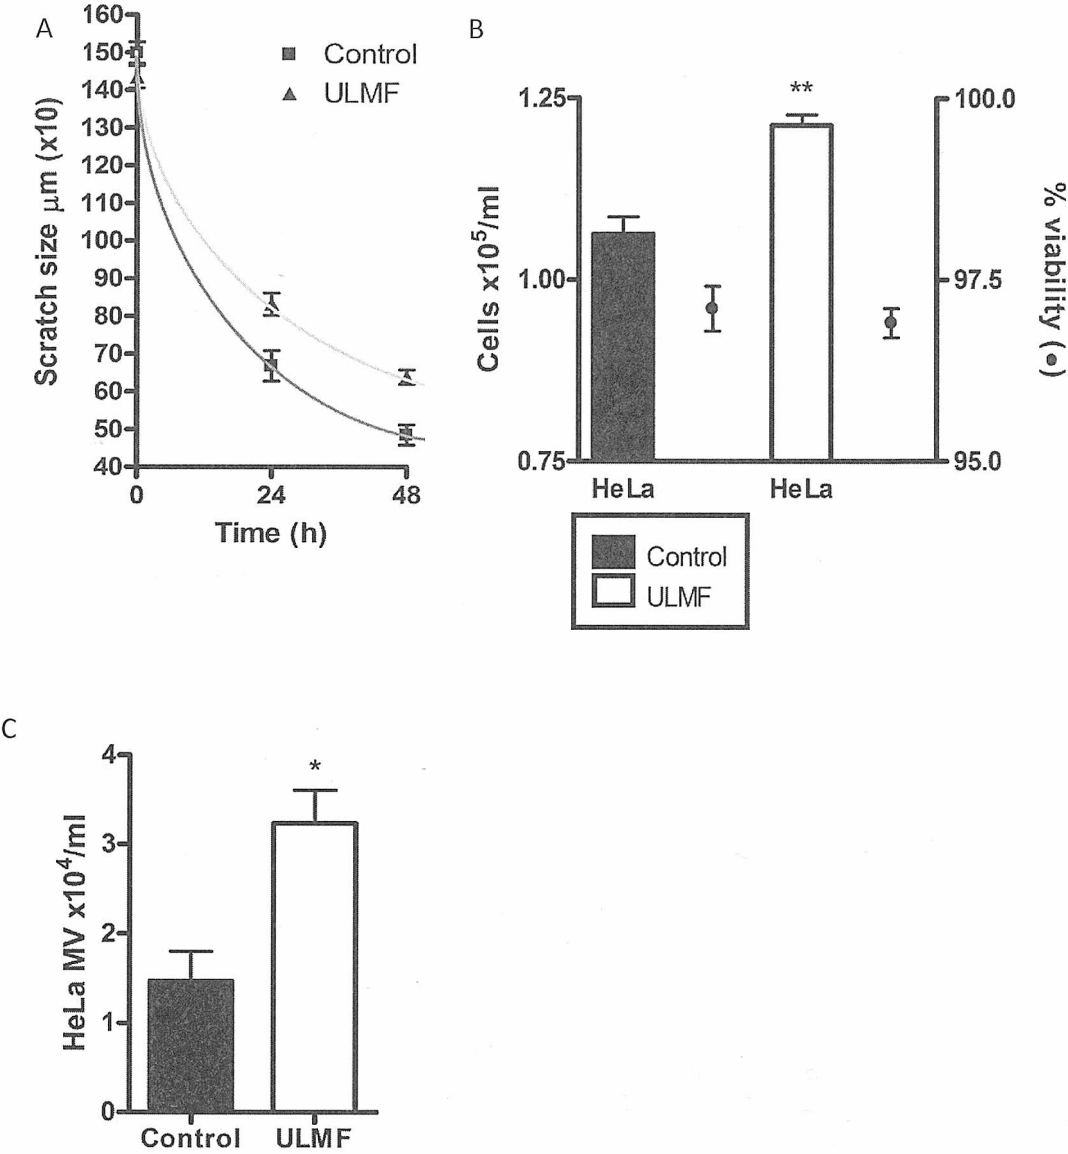 A
160
150
140
130
120
110
100
90
80
70
60
50
40
Scratch size μm (x10)
Control
ULMF
0 24 48
Time (h)
B
**
1.25
1.00
0.75
Cells x10⁵/ml
100.0
97.5
95.0
% viability (●)
HeLa HeLa
Control
ULMF
C
*
4
3
2
1
0
HeLa MV x10⁴/ml
Control ULMF